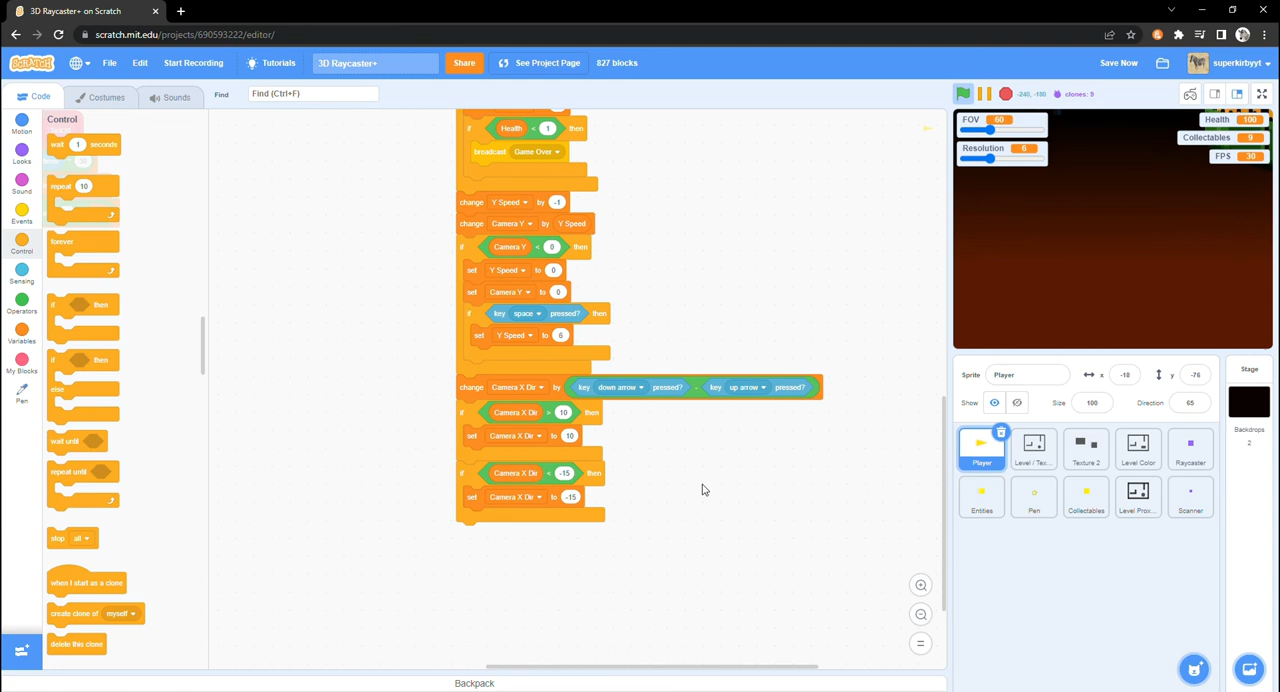 3D Raycaster+ on Scratch
scratch.mit.edu/projects/690593222/editor/
SCRATCH File Edit Start Recording Tutorials 3D Raycaster+ Share See Project Page 827 blocks Save Now superkirbyyt
Code Costumes Sounds Find Find (Ctrl+F) -240, -180 clones: 9
Motion
Looks
Sound
Events
Control
Sensing
Operators
Variables
My Blocks
Pen
Control
wait 1 seconds
repeat 10
forever
if then
if then
else
wait until
repeat until
stop all
when I start as a clone
create clone of myself
delete this clone
if Health < 1 then
broadcast Game Over
change Y Speed by -1
change Camera Y by Y Speed
if Camera Y < 0 then
set Y Speed to 0
set Camera Y to 0
if key space pressed? then
set Y Speed to 6
change Camera X Dir by key down arrow pressed? - key up arrow pressed?
if Camera X Dir > 10 then
set Camera X Dir to 10
if Camera X Dir < -15 then
set Camera X Dir to -15
Backpack
FOV 60
Resolution 6
Health 100
Collectables 9
FPS 30
Sprite Player x -18 y -76
Show Size 100 Direction 65
Player Level / Tex... Texture 2 Level Color Raycaster
Entities Pen Collectables Level Prox... Scanner
Stage
Backdrops
2